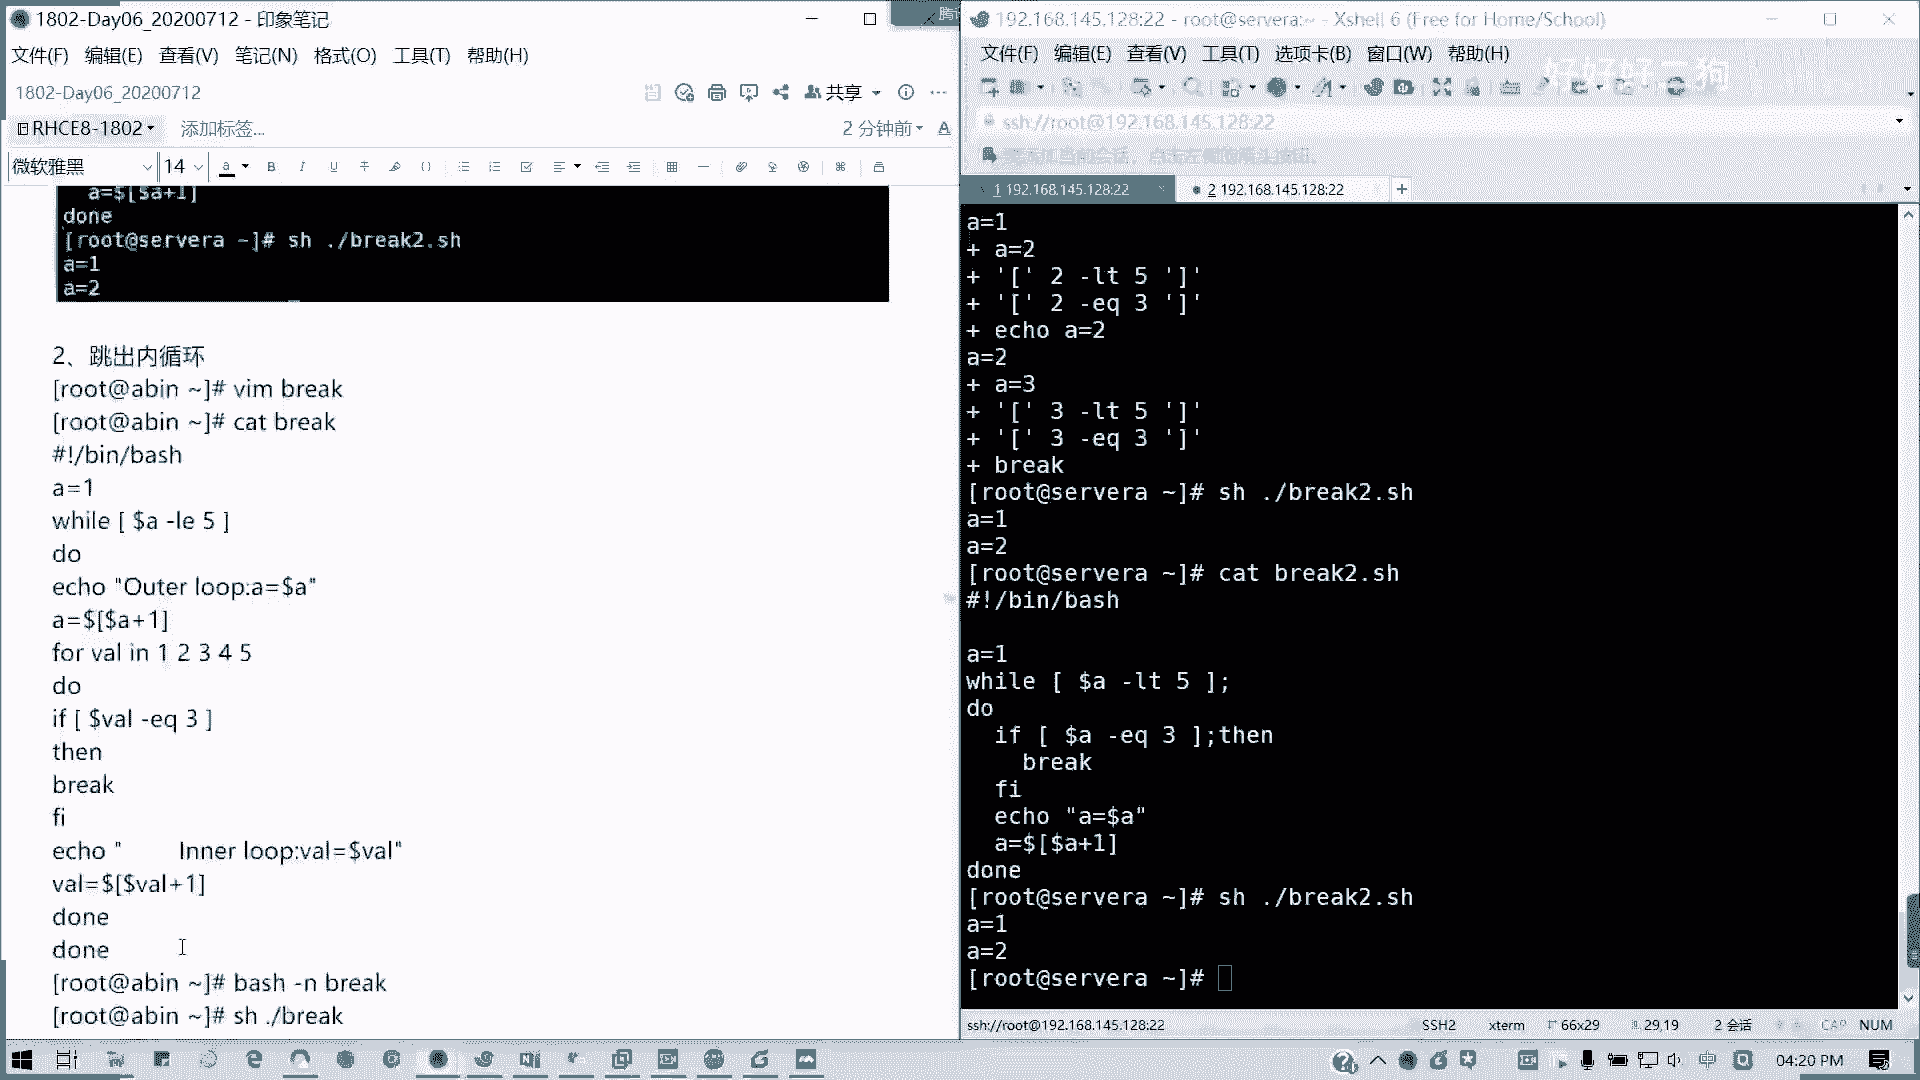 1802-Day06_20200712 - 印象笔记
文件(F) 编辑(E) 查看(V) 笔记(N) 格式(O) 工具(T) 帮助(H)
1802-Day06_20200712
共享
RHCE8-1802 添加标签...
2 分钟前
微软雅黑 14
a=$[$a+1]
done
[root@servera ~]# sh ./break2.sh
a=1
a=2
2、跳出内循环
[root@abin ~]# vim break
[root@abin ~]# cat break
#!/bin/bash
a=1
while [ $a -le 5 ]
do
echo "Outer loop:a=$a"
a=$[$a+1]
for val in 1 2 3 4 5
do
if [ $val -eq 3 ]
then
break
fi
echo "        Inner loop:val=$val"
val=$[$val+1]
done
done
[root@abin ~]# bash -n break
[root@abin ~]# sh ./break
192.168.145.128:22 - root@servera:~ - Xshell 6 (Free for Home/School)
文件(F) 编辑(E) 查看(V) 工具(T) 选项卡(B) 窗口(W) 帮助(H)
好好好二狗
ssh://root@192.168.145.128:22
1 192.168.145.128:22
2 192.168.145.128:22
a=1
+ a=2
+ '[' 2 -lt 5 ']'
+ '[' 2 -eq 3 ']'
+ echo a=2
a=2
+ a=3
+ '[' 3 -lt 5 ']'
+ '[' 3 -eq 3 ']'
+ break
[root@servera ~]# sh ./break2.sh
a=1
a=2
[root@servera ~]# cat break2.sh
#!/bin/bash
a=1
while [ $a -lt 5 ];
do
  if [ $a -eq 3 ];then
    break
  fi
  echo "a=$a"
  a=$[$a+1]
done
[root@servera ~]# sh ./break2.sh
a=1
a=2
[root@servera ~]#
ssh://root@192.168.145.128:22 SSH2 xterm 66x29 29,19 2 会话 CAP NUM
中 04:20 PM